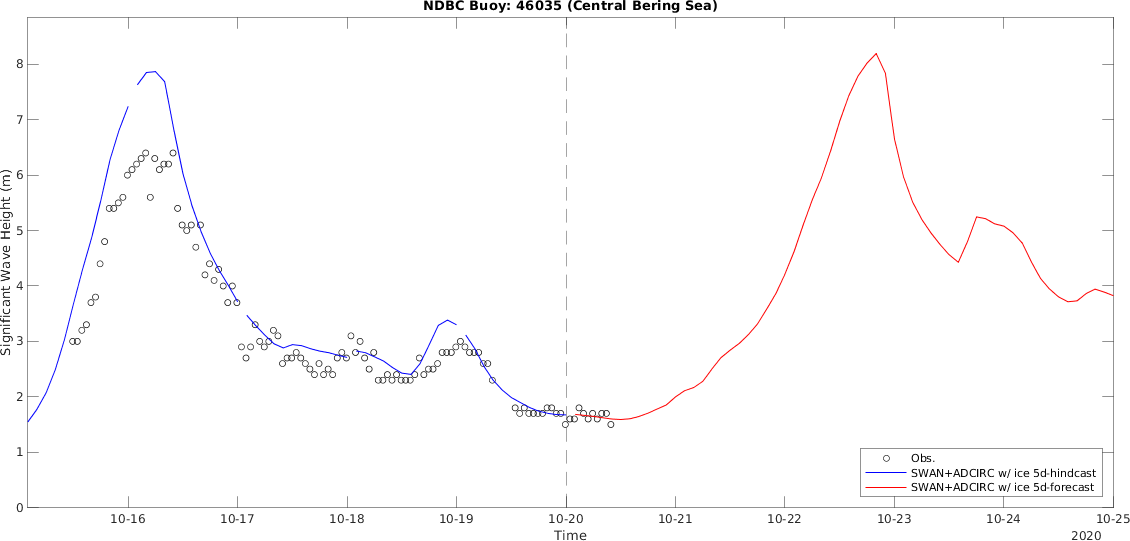 NDBC Buoy: 46035 (Central Bering Sea)
Significant Wave Height (m)
8
7
6
5
4
3
2
1
0
Obs.
SWAN+ADCIRC w/ ice 5d-hindcast
SWAN+ADCIRC w/ ice 5d-forecast
10-16 10-17 10-18 10-19 10-20 10-21 10-22 10-23 10-24 10-25
Time
2020